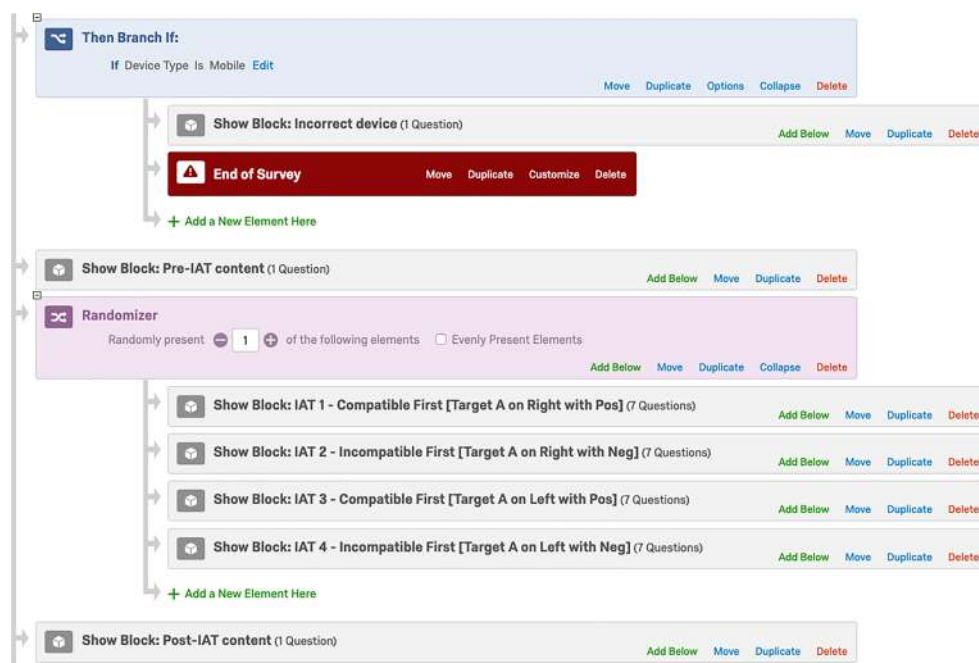 Then Branch If:
If Device Type Is Mobile Edit
Move Duplicate Options Collapse Delete
Show Block: Incorrect device (1 Question)
Add Below Move Duplicate Delete
End of Survey Move Duplicate Customize Delete
+ Add a New Element Here
Show Block: Pre-IAT content (1 Question)
Add Below Move Duplicate Delete
Randomizer
Randomly present 1 of the following elements Evenly Present Elements
Add Below Move Duplicate Collapse Delete
Show Block: IAT 1 - Compatible First [Target A on Right with Pos] (7 Questions)
Add Below Move Duplicate Delete
Show Block: IAT 2 - Incompatible First [Target A on Right with Neg] (7 Questions)
Add Below Move Duplicate Delete
Show Block: IAT 3 - Compatible First [Target A on Left with Pos] (7 Questions)
Add Below Move Duplicate Delete
Show Block: IAT 4 - Incompatible First [Target A on Left with Neg] (7 Questions)
Add Below Move Duplicate Delete
+ Add a New Element Here
Show Block: Post-IAT content (1 Question)
Add Below Move Duplicate Delete